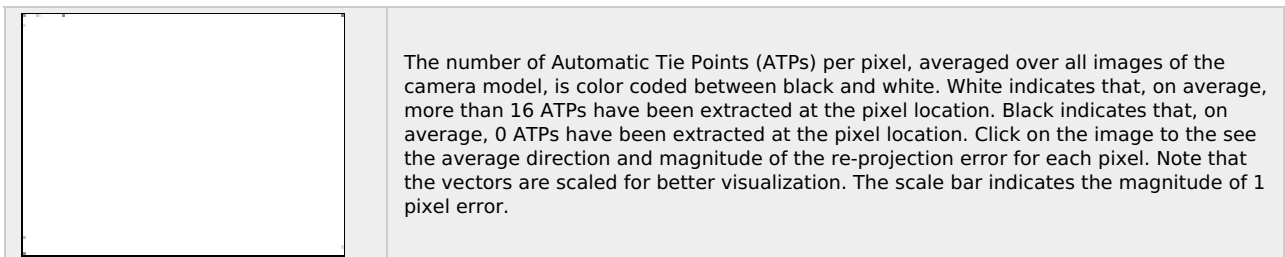 The number of Automatic Tie Points (ATPs) per pixel, averaged over all images of the
camera model, is color coded between black and white. White indicates that, on average,
more than 16 ATPs have been extracted at the pixel location. Black indicates that, on
average, 0 ATPs have been extracted at the pixel location. Click on the image to the see
the average direction and magnitude of the re-projection error for each pixel. Note that
the vectors are scaled for better visualization. The scale bar indicates the magnitude of 1
pixel error.